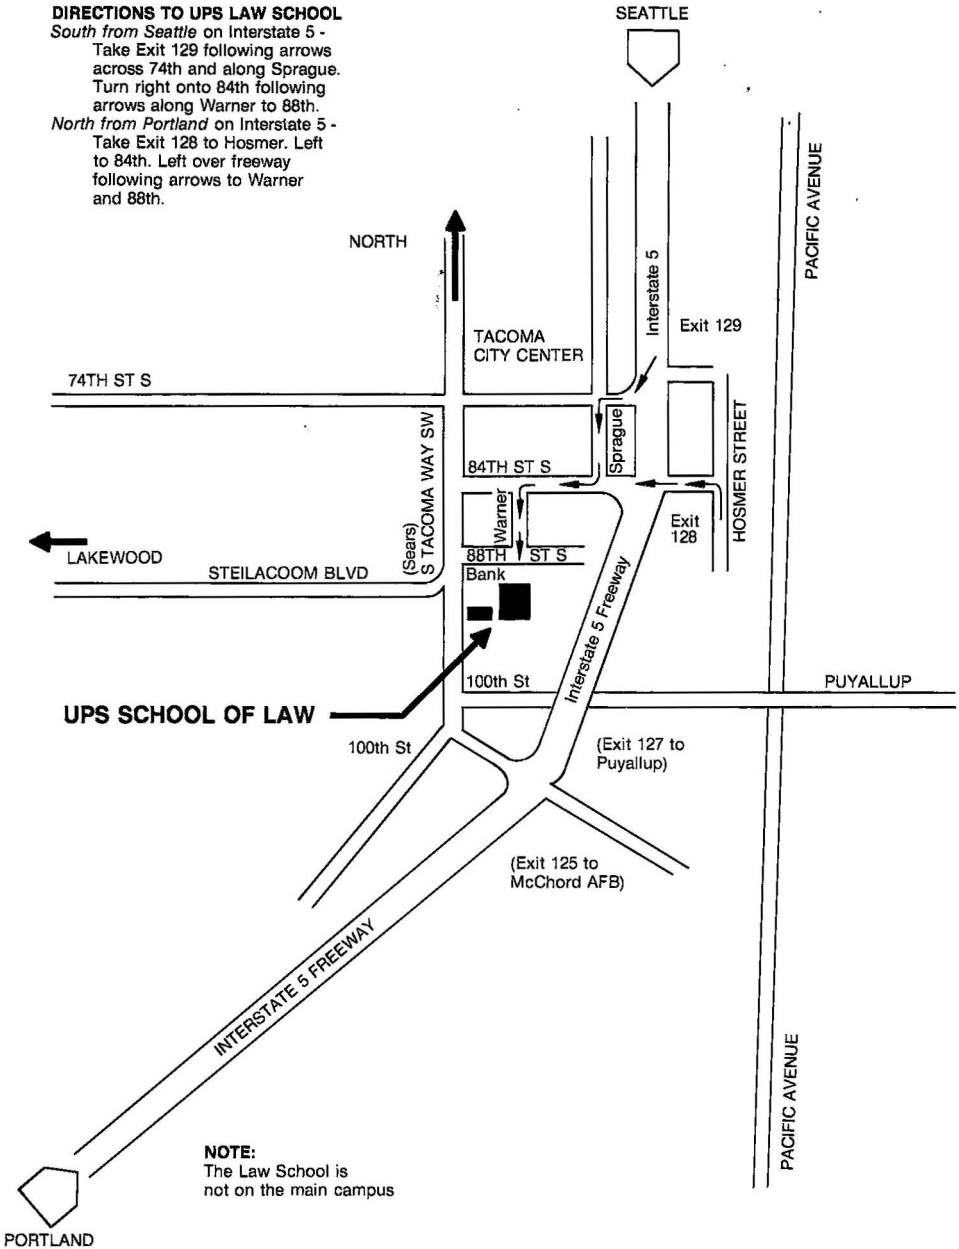 DIRECTIONS TO UPS LAW SCHOOL
South from Seattle on Interstate 5 -
Take Exit 129 following arrows
across 74th and along Sprague.
Turn right onto 84th following
arrows along Warner to 88th.
North from Portland on Interstate 5 -
Take Exit 128 to Hosmer. Left
to 84th. Left over freeway
following arrows to Warner
and 88th.
SEATTLE
PACIFIC AVENUE
NORTH
Interstate 5
Exit 129
TACOMA
CITY CENTER
74TH ST S
S TACOMA WAY SW
(Sears)
Sprague
HOSMER STREET
84TH ST S
Warner
Exit
128
LAKEWOOD
88TH ST S
STEILACOOM BLVD
Bank
Interstate 5 Freeway
100th St
PUYALLUP
UPS SCHOOL OF LAW
100th St
(Exit 127 to
Puyallup)
(Exit 125 to
McChord AFB)
INTERSTATE 5 FREEWAY
PACIFIC AVENUE
NOTE:
The Law School is
not on the main campus
PORTLAND